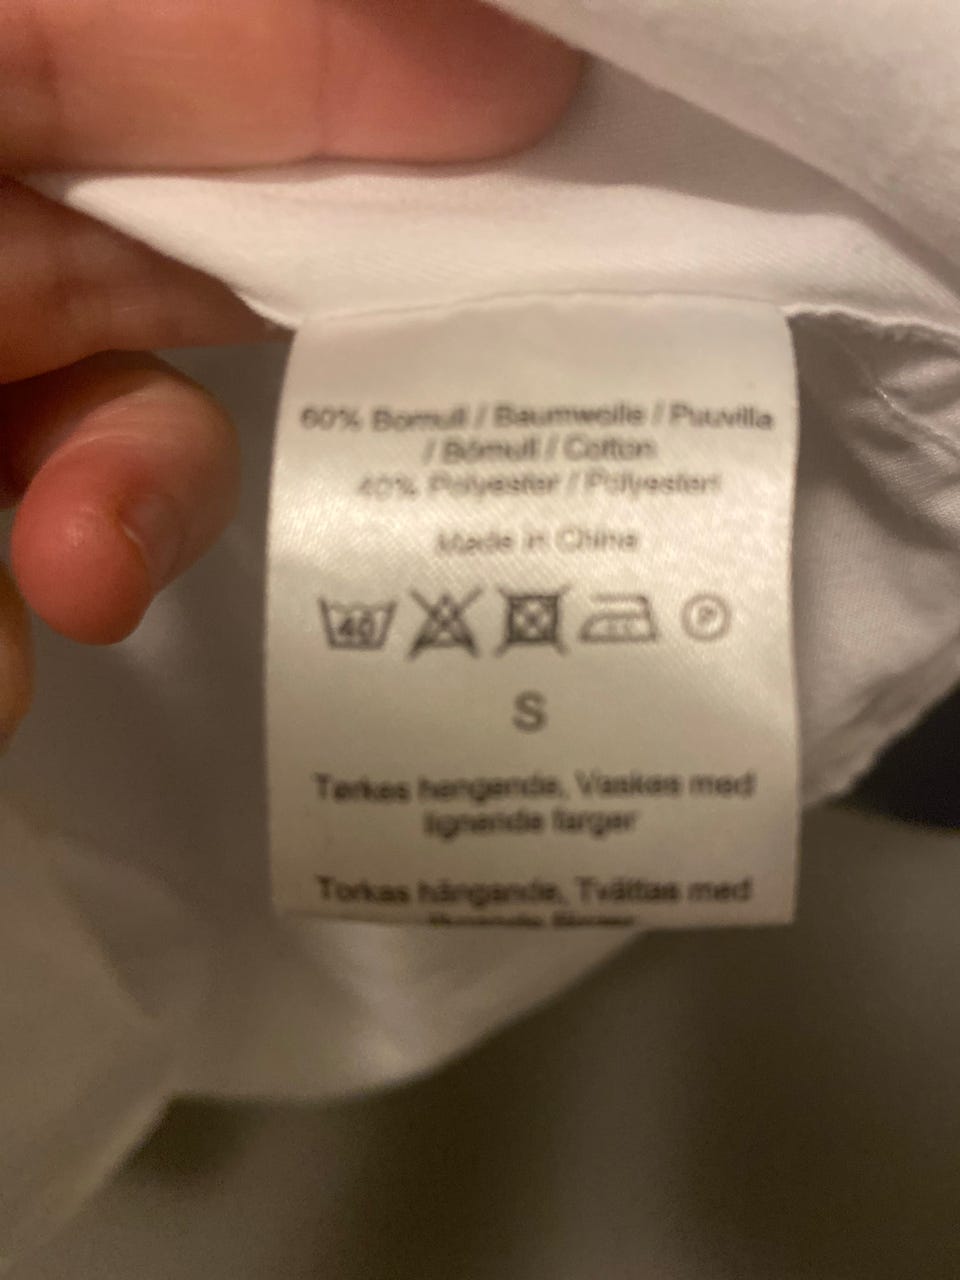 60% Bomull / Baumwolle / Puuvilla
/ Bómull / Cotton
40% Polyester / Polyesteri
Made in China
40 P
S
Tørkes hengende, Vaskes med
lignende farger
Torkas hängande, Tvättas med